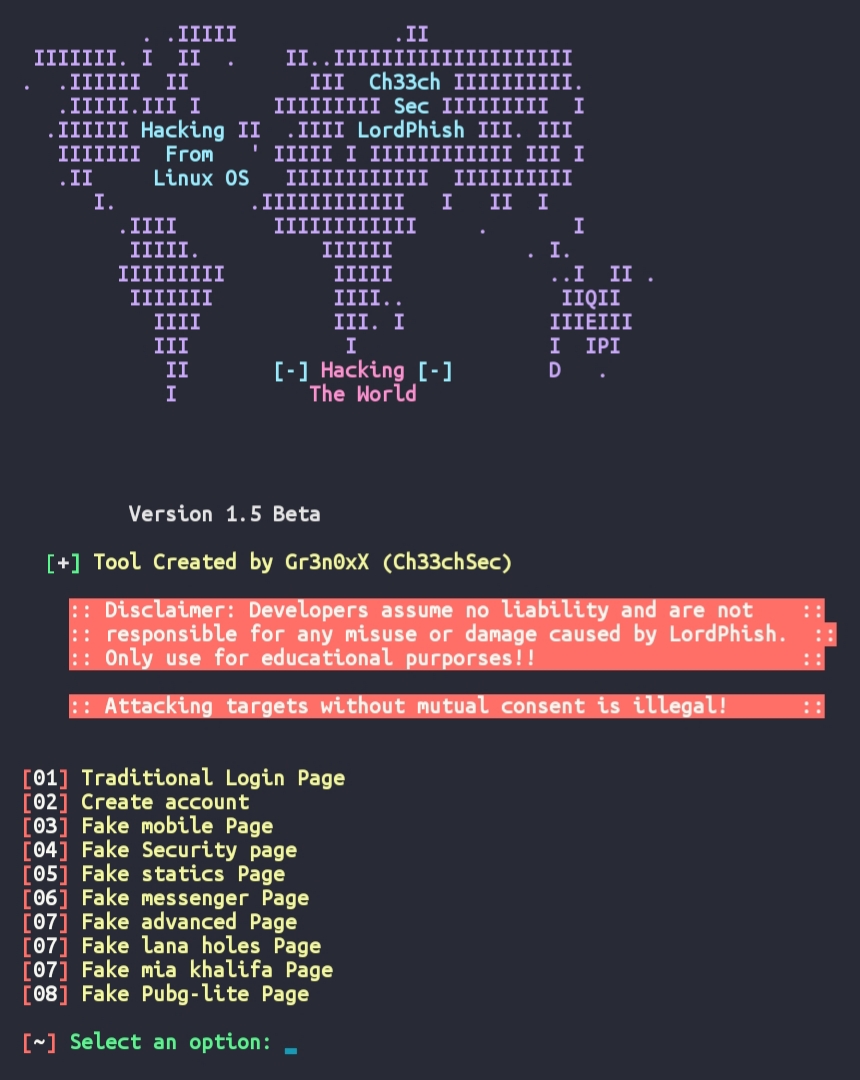 . .IIIII .II
IIIIIII. I II . II..IIIIIIIIIIIIIIIIIIII
. .IIIIII II III Ch33ch IIIIIIIIII.
.IIIII.III I IIIIIIIII Sec IIIIIIIII I
.IIIIII Hacking II .IIII LordPhish III. III
IIIIIII From ' IIIII I IIIIIIIIIIII III I
.II Linux OS IIIIIIIIIIII IIIIIIIIII
I. .IIIIIIIIIIII I II I
.IIII IIIIIIIIIIII . I
IIIII. IIIIII . I.
IIIIIIIII IIIII ..I II .
IIIIIII IIII.. IIQII
IIII III. I IIIEIII
III I I IPI
II [-] Hacking [-] D .
I The World
Version 1.5 Beta
[+] Tool Created by Gr3n0xX (Ch33chSec)
:: Disclaimer: Developers assume no liability and are not ::
:: responsible for any misuse or damage caused by LordPhish. ::
:: Only use for educational purporses!! ::
:: Attacking targets without mutual consent is illegal! ::
[01] Traditional Login Page
[02] Create account
[03] Fake mobile Page
[04] Fake Security page
[05] Fake statics Page
[06] Fake messenger Page
[07] Fake advanced Page
[07] Fake lana holes Page
[07] Fake mia khalifa Page
[08] Fake Pubg-lite Page
[~] Select an option: